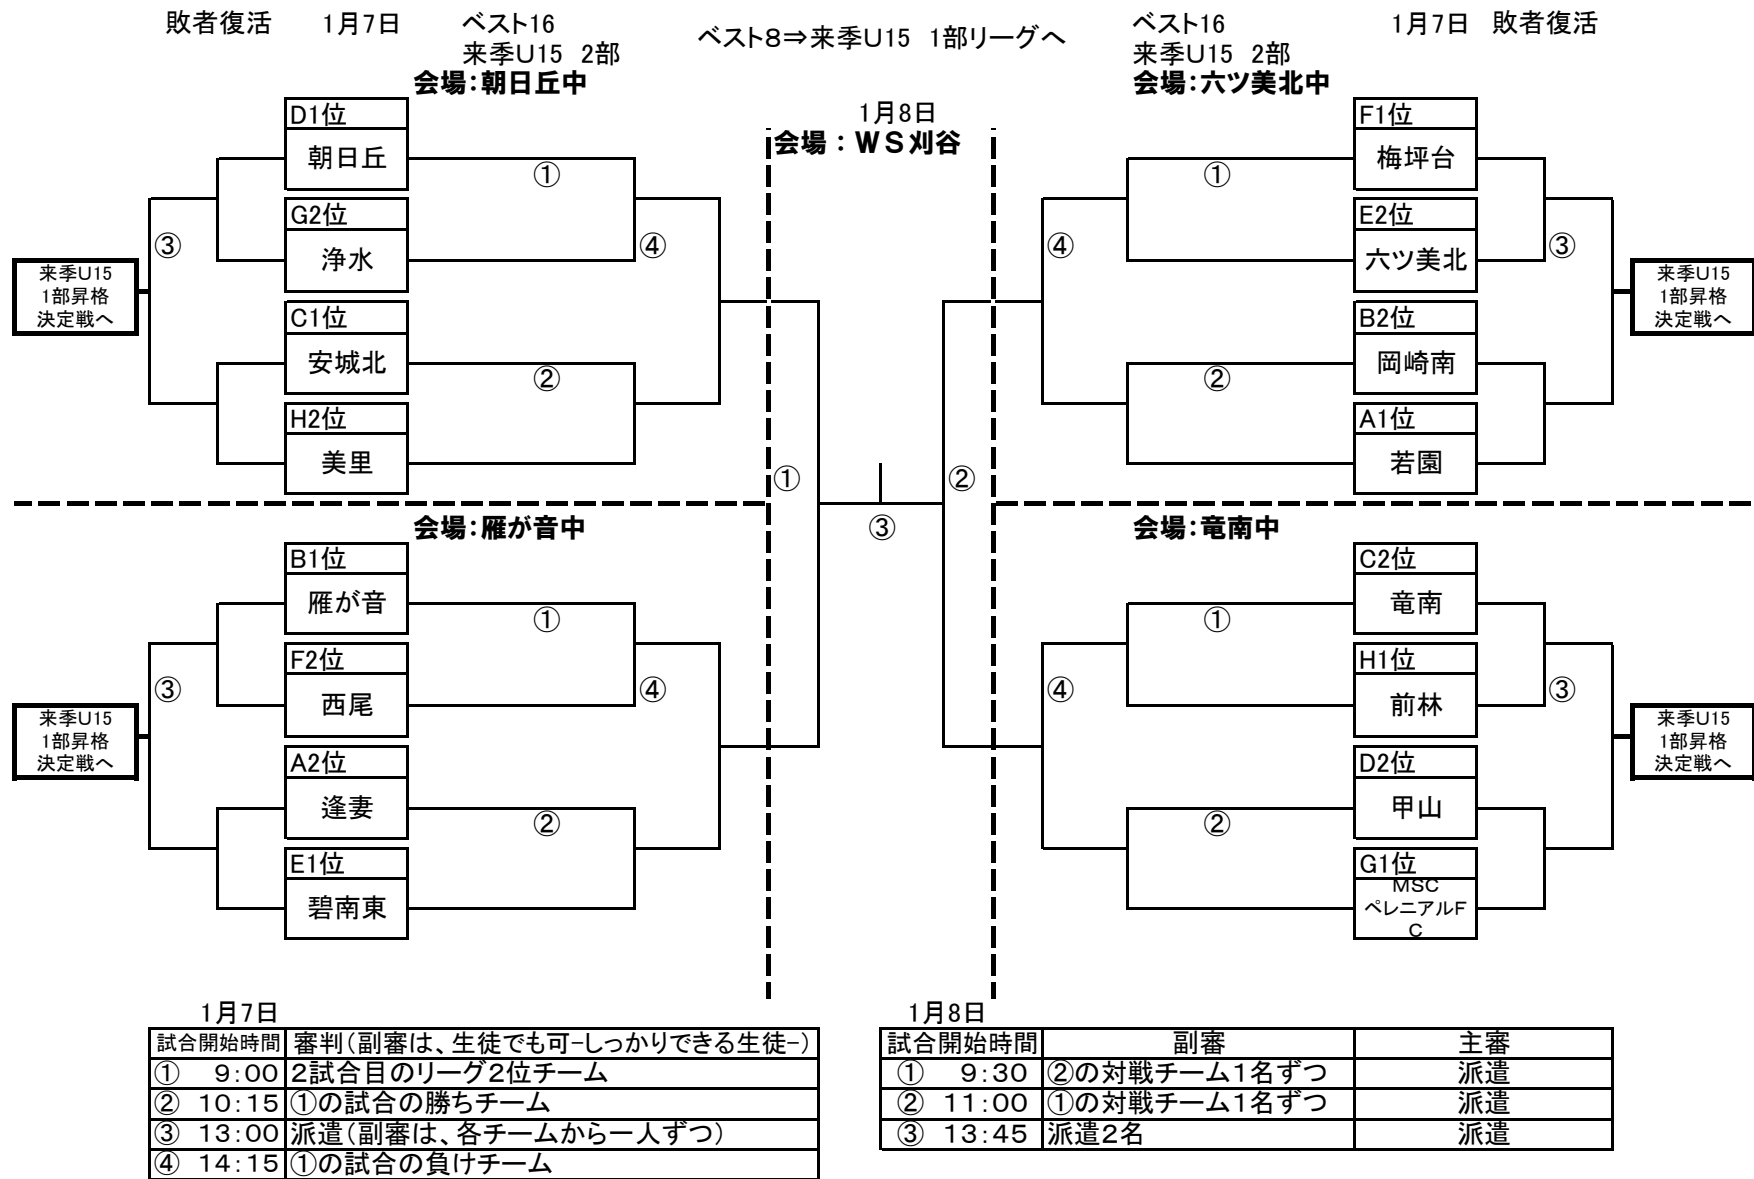 敗者復活 1月7日 ベスト16
来季U15 2部
会場：朝日丘中
ベスト8⇒来季U15 1部リーグへ
ベスト16 1月7日 敗者復活
来季U15 2部
会場：六ツ美北中
1月8日
会場：ＷＳ刈谷
D1位
朝日丘
①
G2位
浄水
③
④
来季U15
1部昇格
決定戦へ
C1位
安城北
②
H2位
美里
F1位
梅坪台
①
E2位
六ツ美北
④
③
来季U15
1部昇格
決定戦へ
B2位
岡崎南
②
A1位
若園
①
②
③
会場：雁が音中
B1位
雁が音
①
F2位
西尾
③
④
来季U15
1部昇格
決定戦へ
A2位
逢妻
②
E1位
碧南東
会場：竜南中
C2位
竜南
①
H1位
前林
④
③
来季U15
1部昇格
決定戦へ
D2位
甲山
②
G1位
MSC
ペレニアルF
C
1月7日
試合開始時間 審判（副審は、生徒でも可-しっかりできる生徒-）
① 9:00 2試合目のリーグ2位チーム
② 10:15 ①の試合の勝ちチーム
③ 13:00 派遣（副審は、各チームから一人ずつ）
④ 14:15 ①の試合の負けチーム
1月8日
試合開始時間 副審 主審
① 9:30 ②の対戦チーム1名ずつ 派遣
② 11:00 ①の対戦チーム1名ずつ 派遣
③ 13:45 派遣2名 派遣